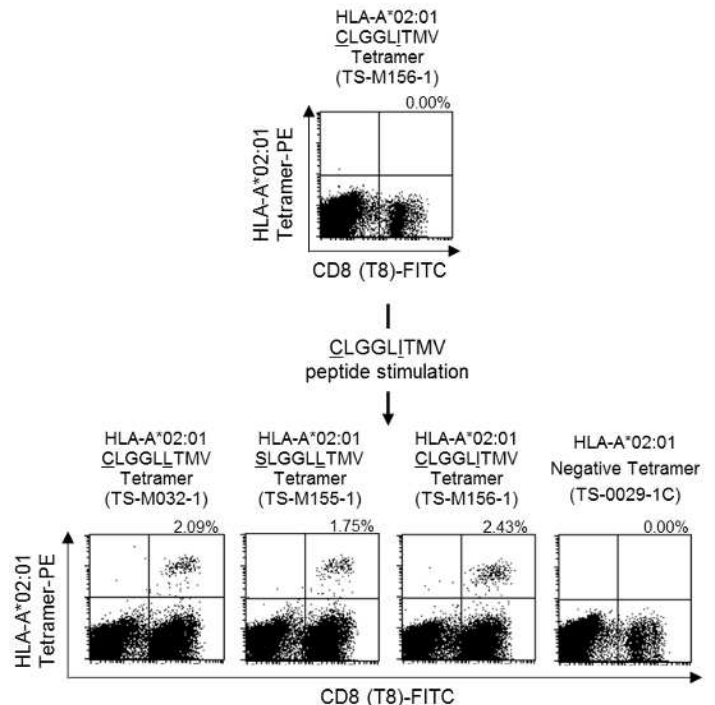 HLA-A*02:01
CLGGLITMV
Tetramer
(TS-M156-1)
0.00%
HLA-A*02:01
Tetramer-PE
CD8 (T8)-FITC
CLGGLITMV
peptide stimulation
HLA-A*02:01
CLGGLLTMV
Tetramer
(TS-M032-1)
2.09%
HLA-A*02:01
SLGGLLTMV
Tetramer
(TS-M155-1)
1.75%
HLA-A*02:01
CLGGLITMV
Tetramer
(TS-M156-1)
2.43%
HLA-A*02:01
Negative Tetramer
(TS-0029-1C)
0.00%
HLA-A*02:01
Tetramer-PE
CD8 (T8)-FITC